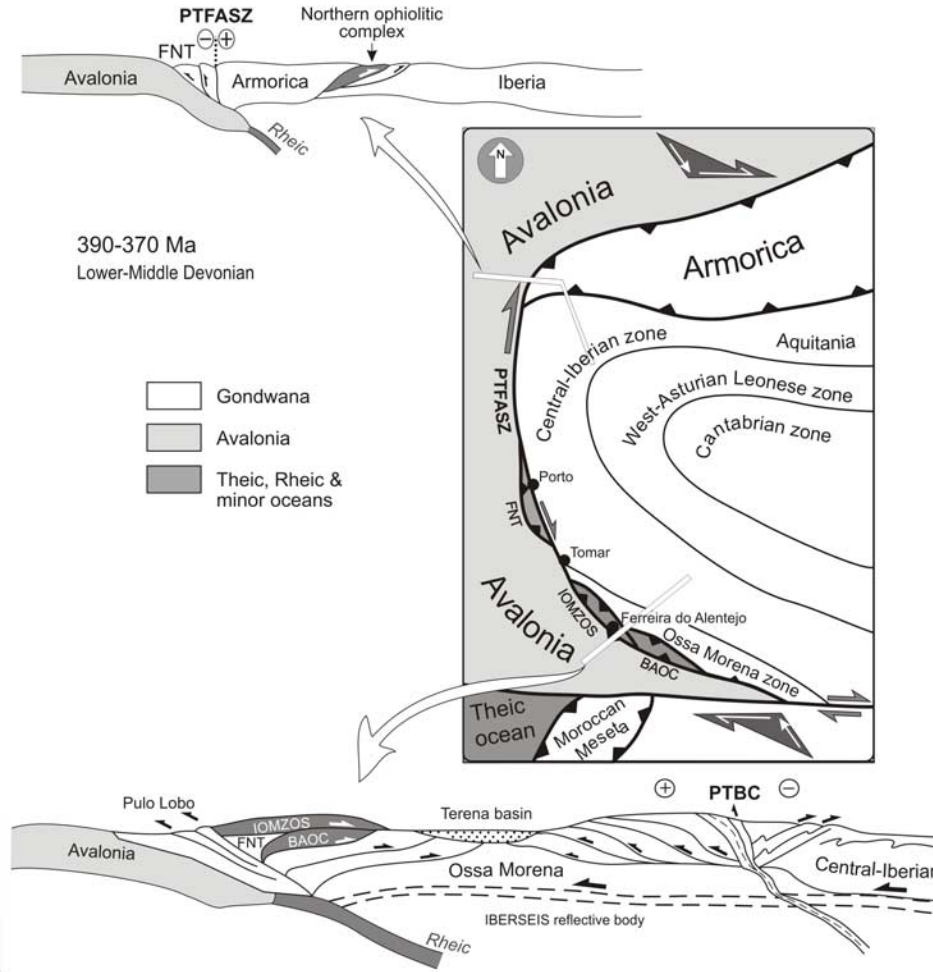 PTFASZ
Northern ophiolitic
complex
FNT
− +
Avalonia
Armorica
Iberia
Rheic
390-370 Ma
Lower-Middle Devonian
Gondwana
Avalonia
Theic, Rheic &
minor oceans
N
Avalonia
Armorica
Aquitania
Central-Iberian zone
West-Asturian Leonese zone
Cantabrian zone
PTFASZ
Porto
FNT
Tomar
Avalonia
IOMZOS
Ferreira do Alentejo
Ossa Morena zone
BAOC
Theic
ocean
Moroccan
Meseta
+ PTBC −
Pulo Lobo
Terena basin
IOMZOS
FNT
BAOC
Avalonia
Ossa Morena
Central-Iberian
IBERSEIS reflective body
Rheic